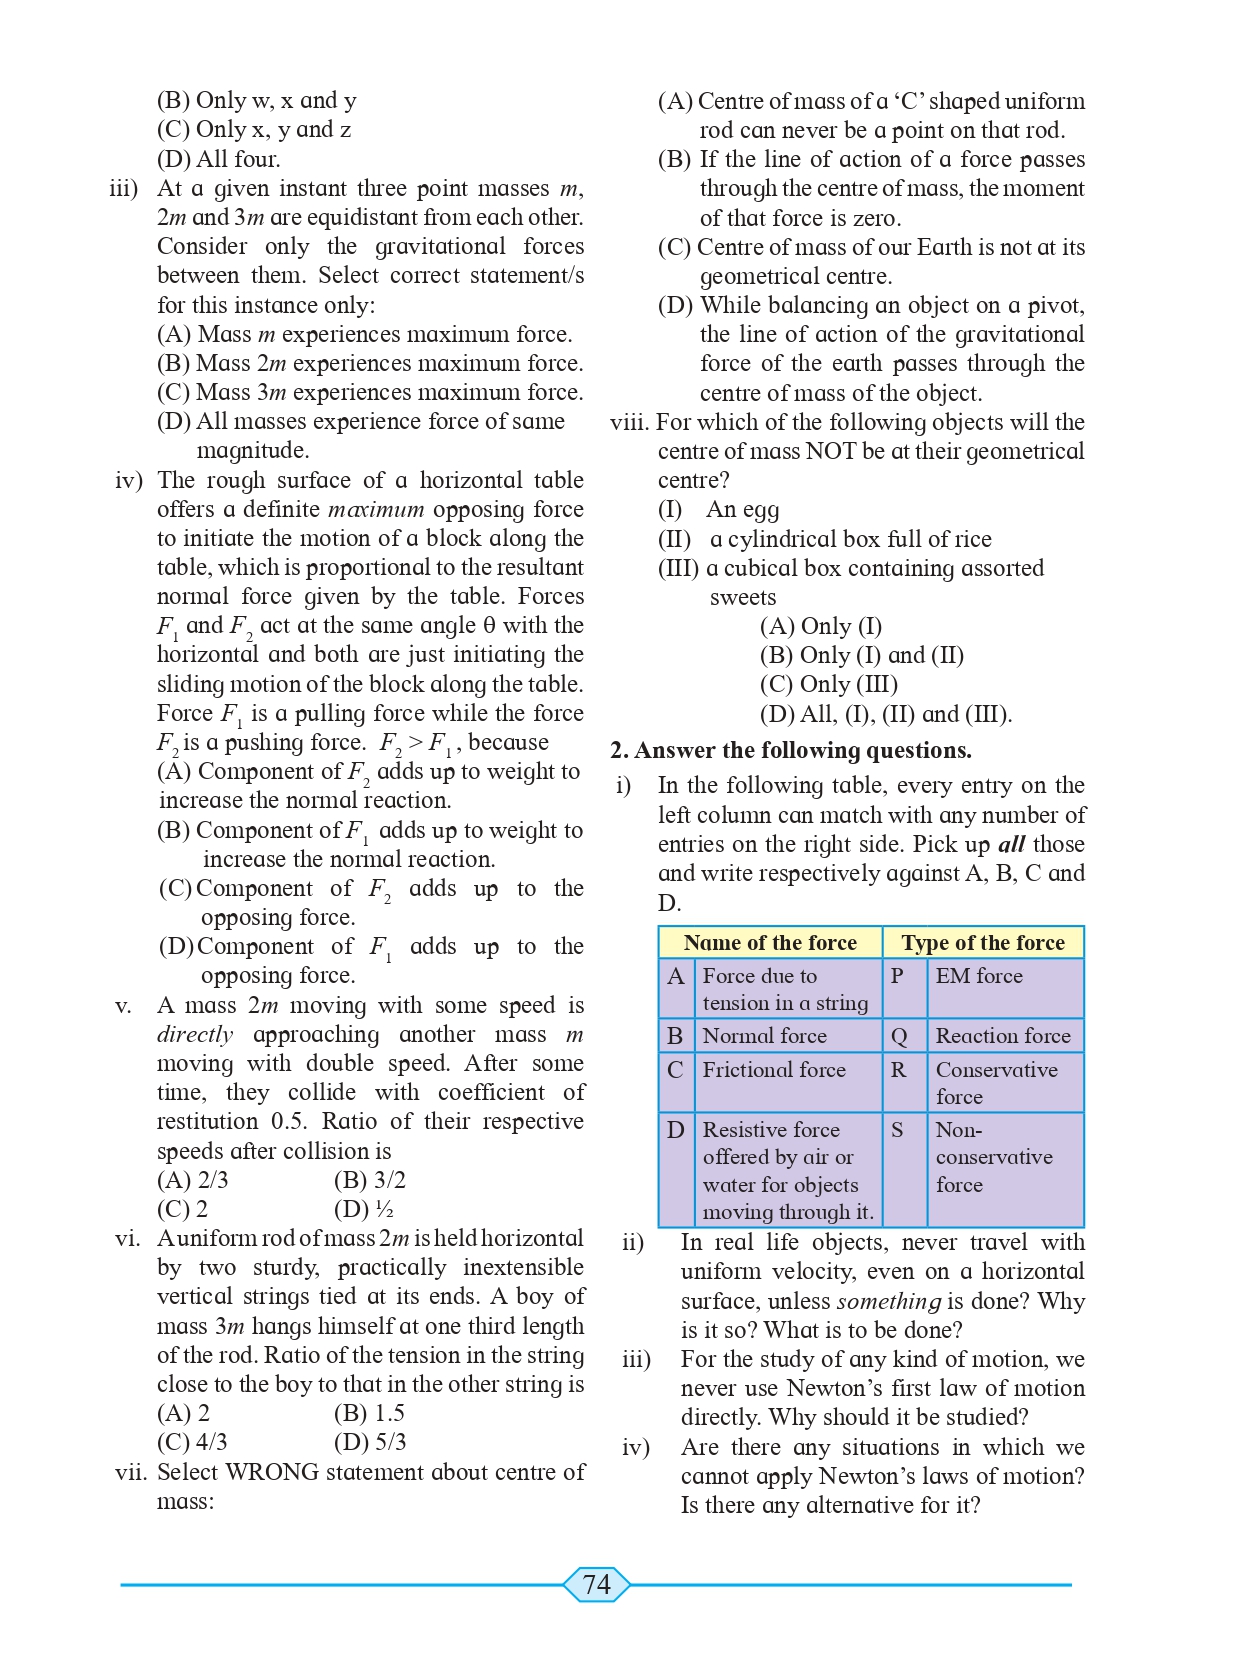 (B) Only w, x and y
(C) Only x, y and z
(D) All four.
iii) At a given instant three point masses m,
2m and 3m are equidistant from each other.
Consider only the gravitational forces
between them. Select correct statement/s
for this instance only:
(A) Mass m experiences maximum force.
(B) Mass 2m experiences maximum force.
(C) Mass 3m experiences maximum force.
(D) All masses experience force of same
magnitude.
iv) The rough surface of a horizontal table
offers a definite maximum opposing force
to initiate the motion of a block along the
table, which is proportional to the resultant
normal force given by the table. Forces
F₁ and F₂ act at the same angle θ with the
horizontal and both are just initiating the
sliding motion of the block along the table.
Force F₁ is a pulling force while the force
F₂ is a pushing force. F₂ > F₁, because
(A) Component of F₂ adds up to weight to
increase the normal reaction.
(B) Component of F₁ adds up to weight to
increase the normal reaction.
(C) Component of F₂ adds up to the
opposing force.
(D) Component of F₁ adds up to the
opposing force.
v. A mass 2m moving with some speed is
directly approaching another mass m
moving with double speed. After some
time, they collide with coefficient of
restitution 0.5. Ratio of their respective
speeds after collision is
(A) 2/3 (B) 3/2
(C) 2 (D) ½
vi. A uniform rod of mass 2m is held horizontal
by two sturdy, practically inextensible
vertical strings tied at its ends. A boy of
mass 3m hangs himself at one third length
of the rod. Ratio of the tension in the string
close to the boy to that in the other string is
(A) 2 (B) 1.5
(C) 4/3 (D) 5/3
vii. Select WRONG statement about centre of
mass:
(A) Centre of mass of a ‘C’ shaped uniform
rod can never be a point on that rod.
(B) If the line of action of a force passes
through the centre of mass, the moment
of that force is zero.
(C) Centre of mass of our Earth is not at its
geometrical centre.
(D) While balancing an object on a pivot,
the line of action of the gravitational
force of the earth passes through the
centre of mass of the object.
viii. For which of the following objects will the
centre of mass NOT be at their geometrical
centre?
(I) An egg
(II) a cylindrical box full of rice
(III) a cubical box containing assorted
sweets
(A) Only (I)
(B) Only (I) and (II)
(C) Only (III)
(D) All, (I), (II) and (III).
2. Answer the following questions.
i) In the following table, every entry on the
left column can match with any number of
entries on the right side. Pick up all those
and write respectively against A, B, C and
D.
Name of the force Type of the force
A Force due to P EM force
tension in a string
B Normal force Q Reaction force
C Frictional force R Conservative
force
D Resistive force S Non-
offered by air or conservative
water for objects force
moving through it.
ii) In real life objects, never travel with
uniform velocity, even on a horizontal
surface, unless something is done? Why
is it so? What is to be done?
iii) For the study of any kind of motion, we
never use Newton’s first law of motion
directly. Why should it be studied?
iv) Are there any situations in which we
cannot apply Newton’s laws of motion?
Is there any alternative for it?
74